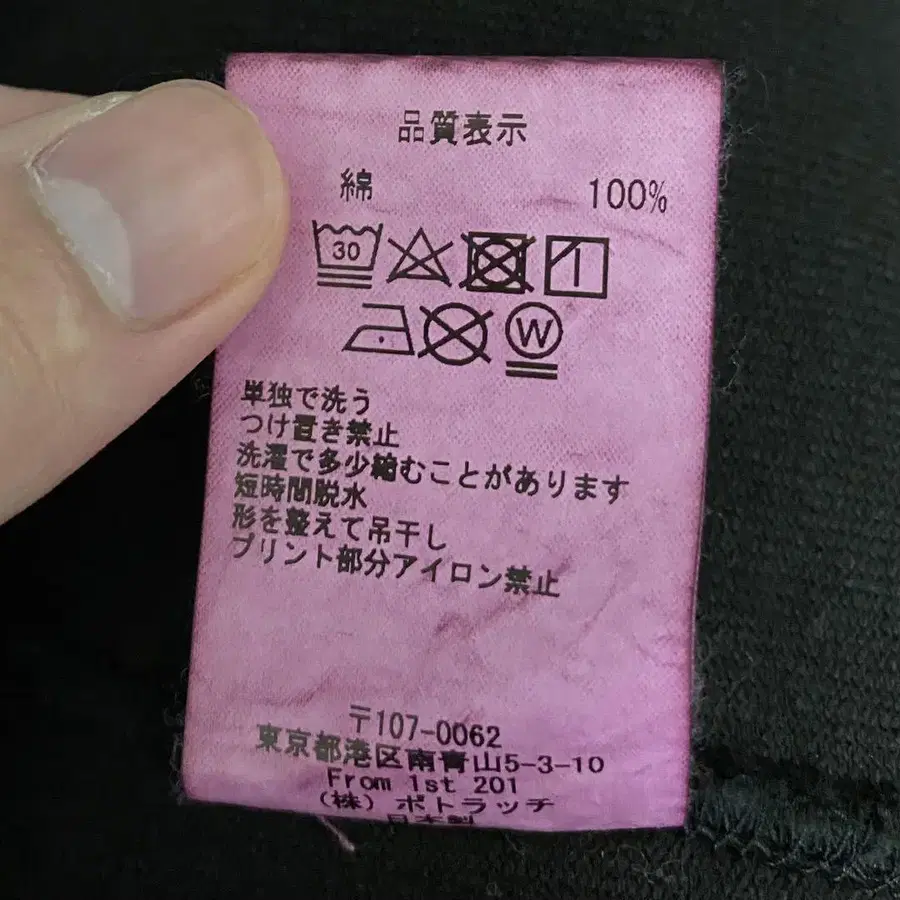 品質表示
綿 100%
30
W
単独で洗う
つけ置き禁止
洗濯で多少縮むことがあります
短時間脱水
形を整えて吊干し
プリント部分アイロン禁止
〒107-0062
東京都港区南青山5-3-10
From 1st 201
(株) ポトラッチ
日本製